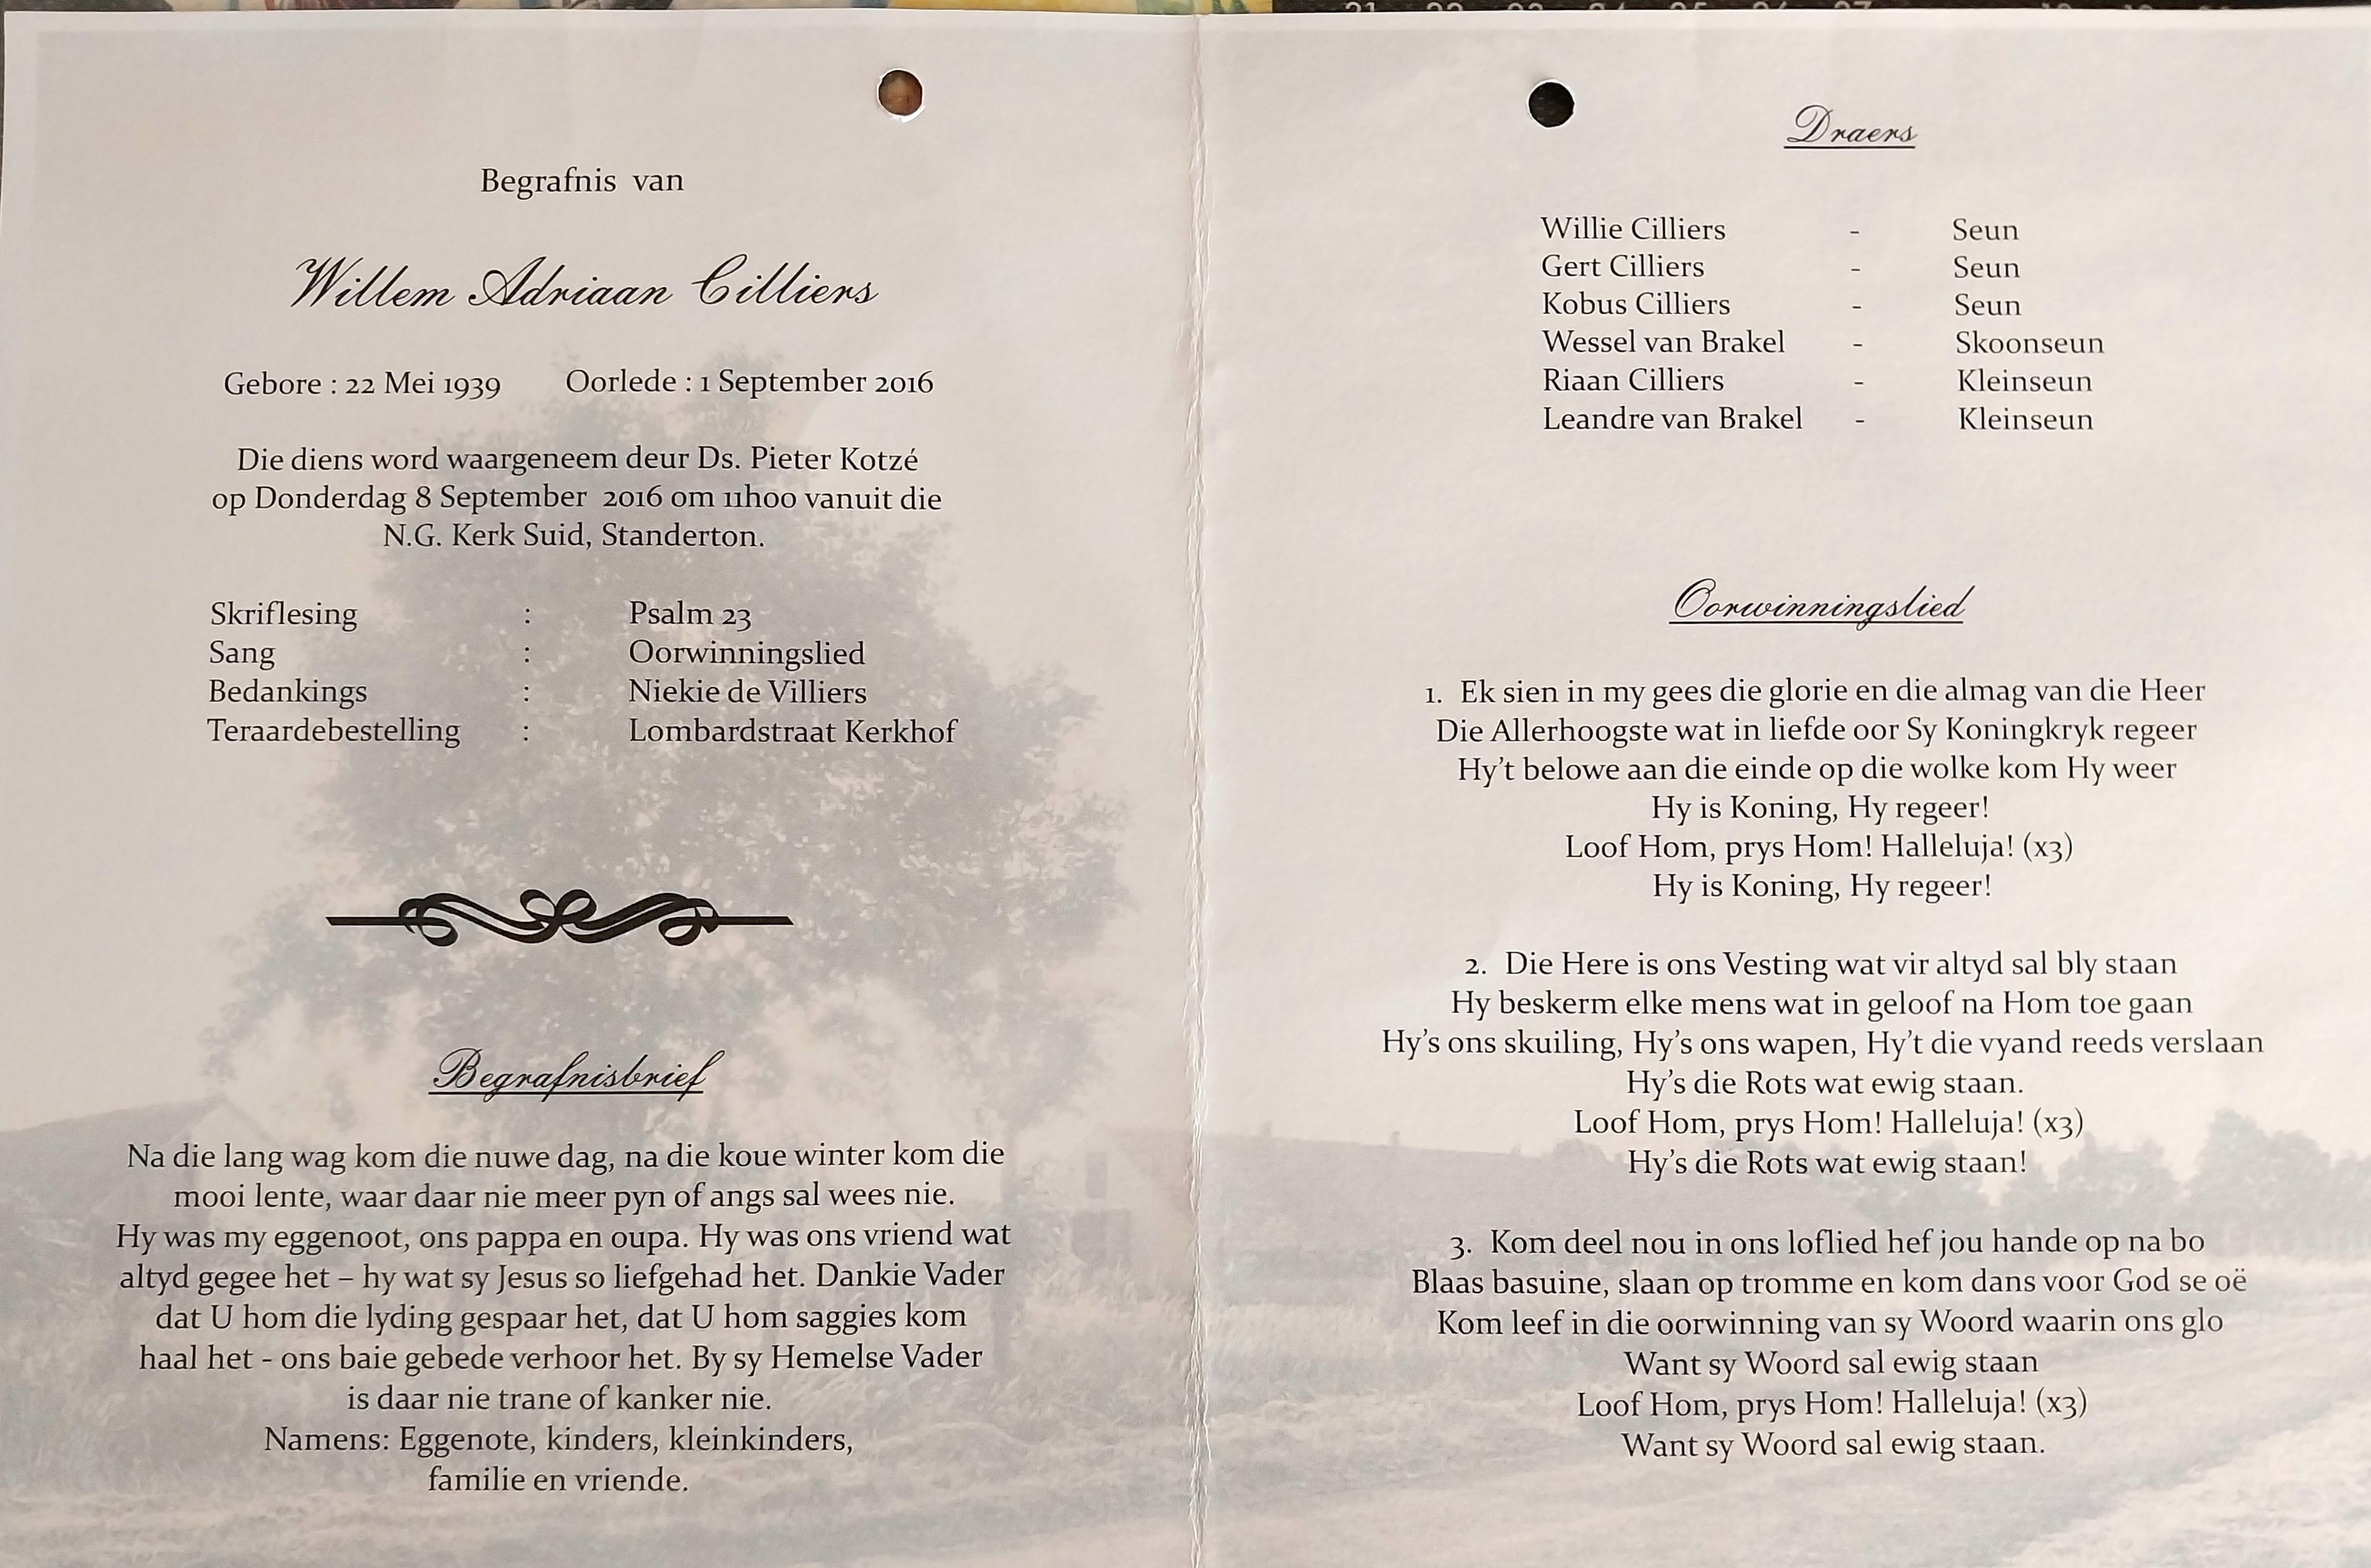 Begrafnis van
Willem Adriaan Cilliers
Gebore : 22 Mei 1939 Oorlede : 1 September 2016
Die diens word waargeneem deur Ds. Pieter Kotzé
op Donderdag 8 September 2016 om 11h00 vanuit die
N.G. Kerk Suid, Standerton.
Skriflesing : Psalm 23
Sang : Oorwinningslied
Bedankings : Niekie de Villiers
Teraardebestelling : Lombardstraat Kerkhof
Begrafnisbrief
Na die lang wag kom die nuwe dag, na die koue winter kom die
mooi lente, waar daar nie meer pyn of angs sal wees nie.
Hy was my eggenoot, ons pappa en oupa. Hy was ons vriend wat
altyd gegee het – hy wat sy Jesus so liefgehad het. Dankie Vader
dat U hom die lyding gespaar het, dat U hom saggies kom
haal het - ons baie gebede verhoor het. By sy Hemelse Vader
is daar nie trane of kanker nie.
Namens: Eggenote, kinders, kleinkinders,
familie en vriende.
Draers
Willie Cilliers - Seun
Gert Cilliers - Seun
Kobus Cilliers - Seun
Wessel van Brakel - Skoonseun
Riaan Cilliers - Kleinseun
Leandre van Brakel - Kleinseun
Oorwinningslied
1. Ek sien in my gees die glorie en die almag van die Heer
Die Allerhoogste wat in liefde oor Sy Koningkryk regeer
Hy't belowe aan die einde op die wolke kom Hy weer
Hy is Koning, Hy regeer!
Loof Hom, prys Hom! Halleluja! (x3)
Hy is Koning, Hy regeer!
2. Die Here is ons Vesting wat vir altyd sal bly staan
Hy beskerm elke mens wat in geloof na Hom toe gaan
Hy's ons skuiling, Hy's ons wapen, Hy't die vyand reeds verslaan
Hy's die Rots wat ewig staan.
Loof Hom, prys Hom! Halleluja! (x3)
Hy's die Rots wat ewig staan!
3. Kom deel nou in ons loflied hef jou hande op na bo
Blaas basuine, slaan op tromme en kom dans voor God se oë
Kom leef in die oorwinning van sy Woord waarin ons glo
Want sy Woord sal ewig staan
Loof Hom, prys Hom! Halleluja! (x3)
Want sy Woord sal ewig staan.